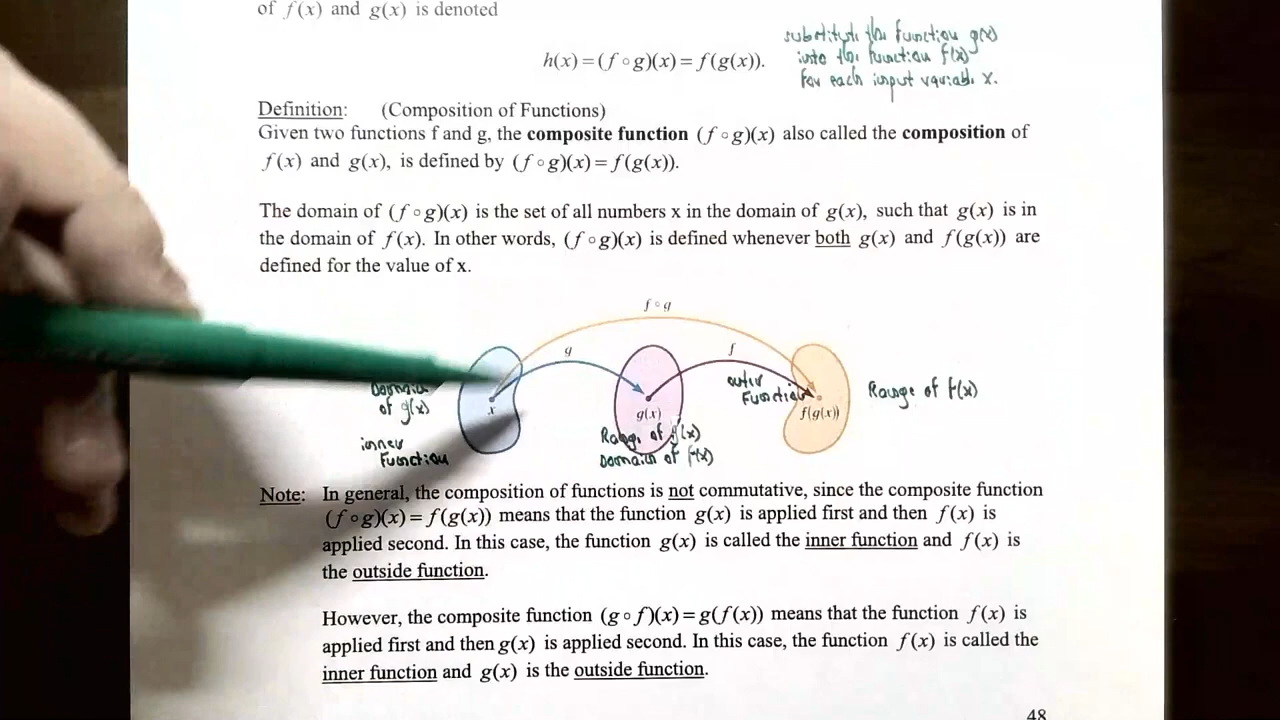 of f(x) and g(x) is denoted
h(x) = (f ∘ g)(x) = f(g(x)).
substitute the function g(x)
into the function f(x)
for each input variable x.
Definition: (Composition of Functions)
Given two functions f and g, the composite function (f ∘ g)(x) also called the composition of
f(x) and g(x), is defined by (f ∘ g)(x) = f(g(x)).
The domain of (f ∘ g)(x) is the set of all numbers x in the domain of g(x), such that g(x) is in
the domain of f(x). In other words, (f ∘ g)(x) is defined whenever both g(x) and f(g(x)) are
defined for the value of x.
f ∘ g
g
f
Domain
of g(x)
inner
Function
x
g(x)
Range of g(x)
Domain of f(x)
outer
Function
f(g(x))
Range of f(x)
Note: In general, the composition of functions is not commutative, since the composite function
(f ∘ g)(x) = f(g(x)) means that the function g(x) is applied first and then f(x) is
applied second. In this case, the function g(x) is called the inner function and f(x) is
the outside function.
However, the composite function (g ∘ f)(x) = g(f(x)) means that the function f(x) is
applied first and then g(x) is applied second. In this case, the function f(x) is called the
inner function and g(x) is the outside function.
48